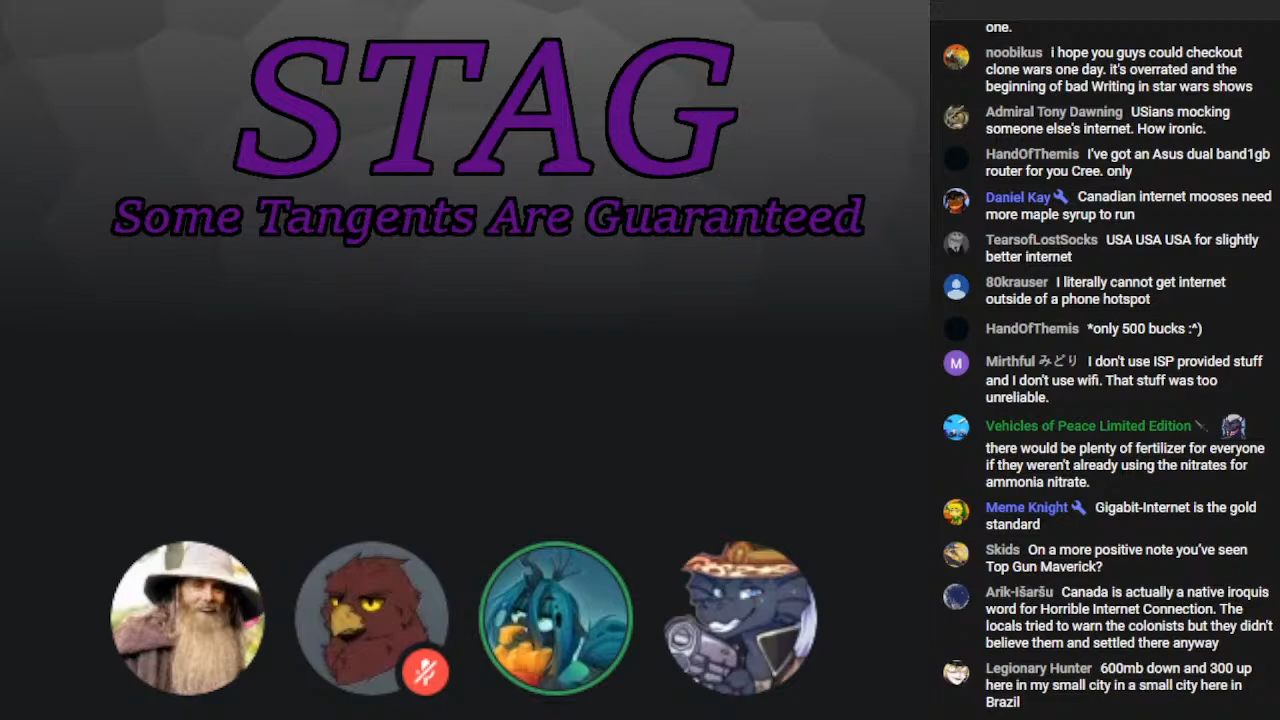 STAG
Some Tangents Are Guaranteed
one.
noobikus i hope you guys could checkout
clone wars one day. it's overrated and the
beginning of bad Writing in star wars shows
Admiral Tony Dawning USians mocking
someone else's internet. How ironic.
HandOfThemis I've got an Asus dual band1gb
router for you Cree. only
Daniel Kay Canadian internet mooses need
more maple syrup to run
TearsofLostSocks USA USA USA for slightly
better internet
80krauser I literally cannot get internet
outside of a phone hotspot
HandOfThemis *only 500 bucks :^)
M
Mirthful みどり I don't use ISP provided stuff
and I don't use wifi. That stuff was too
unreliable.
Vehicles of Peace Limited Edition
there would be plenty of fertilizer for everyone
if they weren't already using the nitrates for
ammonia nitrate.
Meme Knight Gigabit-Internet is the gold
standard
Skids On a more positive note you've seen
Top Gun Maverick?
Arik-Išaršu Canada is actually a native iroquis
word for Horrible Internet Connection. The
locals tried to warn the colonists but they didn't
believe them and settled there anyway
Legionary Hunter 600mb down and 300 up
here in my small city in a small city here in
Brazil